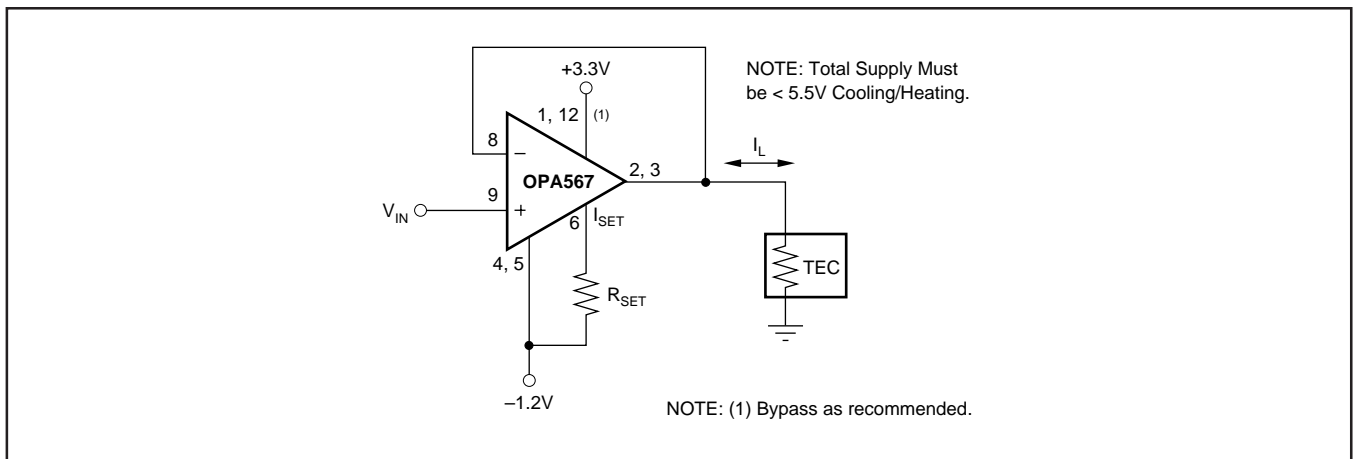 NOTE: Total Supply Must
be < 5.5V Cooling/Heating.
+3.3V
1, 12 (1)
8
−
OPA567
2, 3
I_L
9
+
V_IN
6
I_SET
4, 5
TEC
R_SET
–1.2V
NOTE: (1) Bypass as recommended.